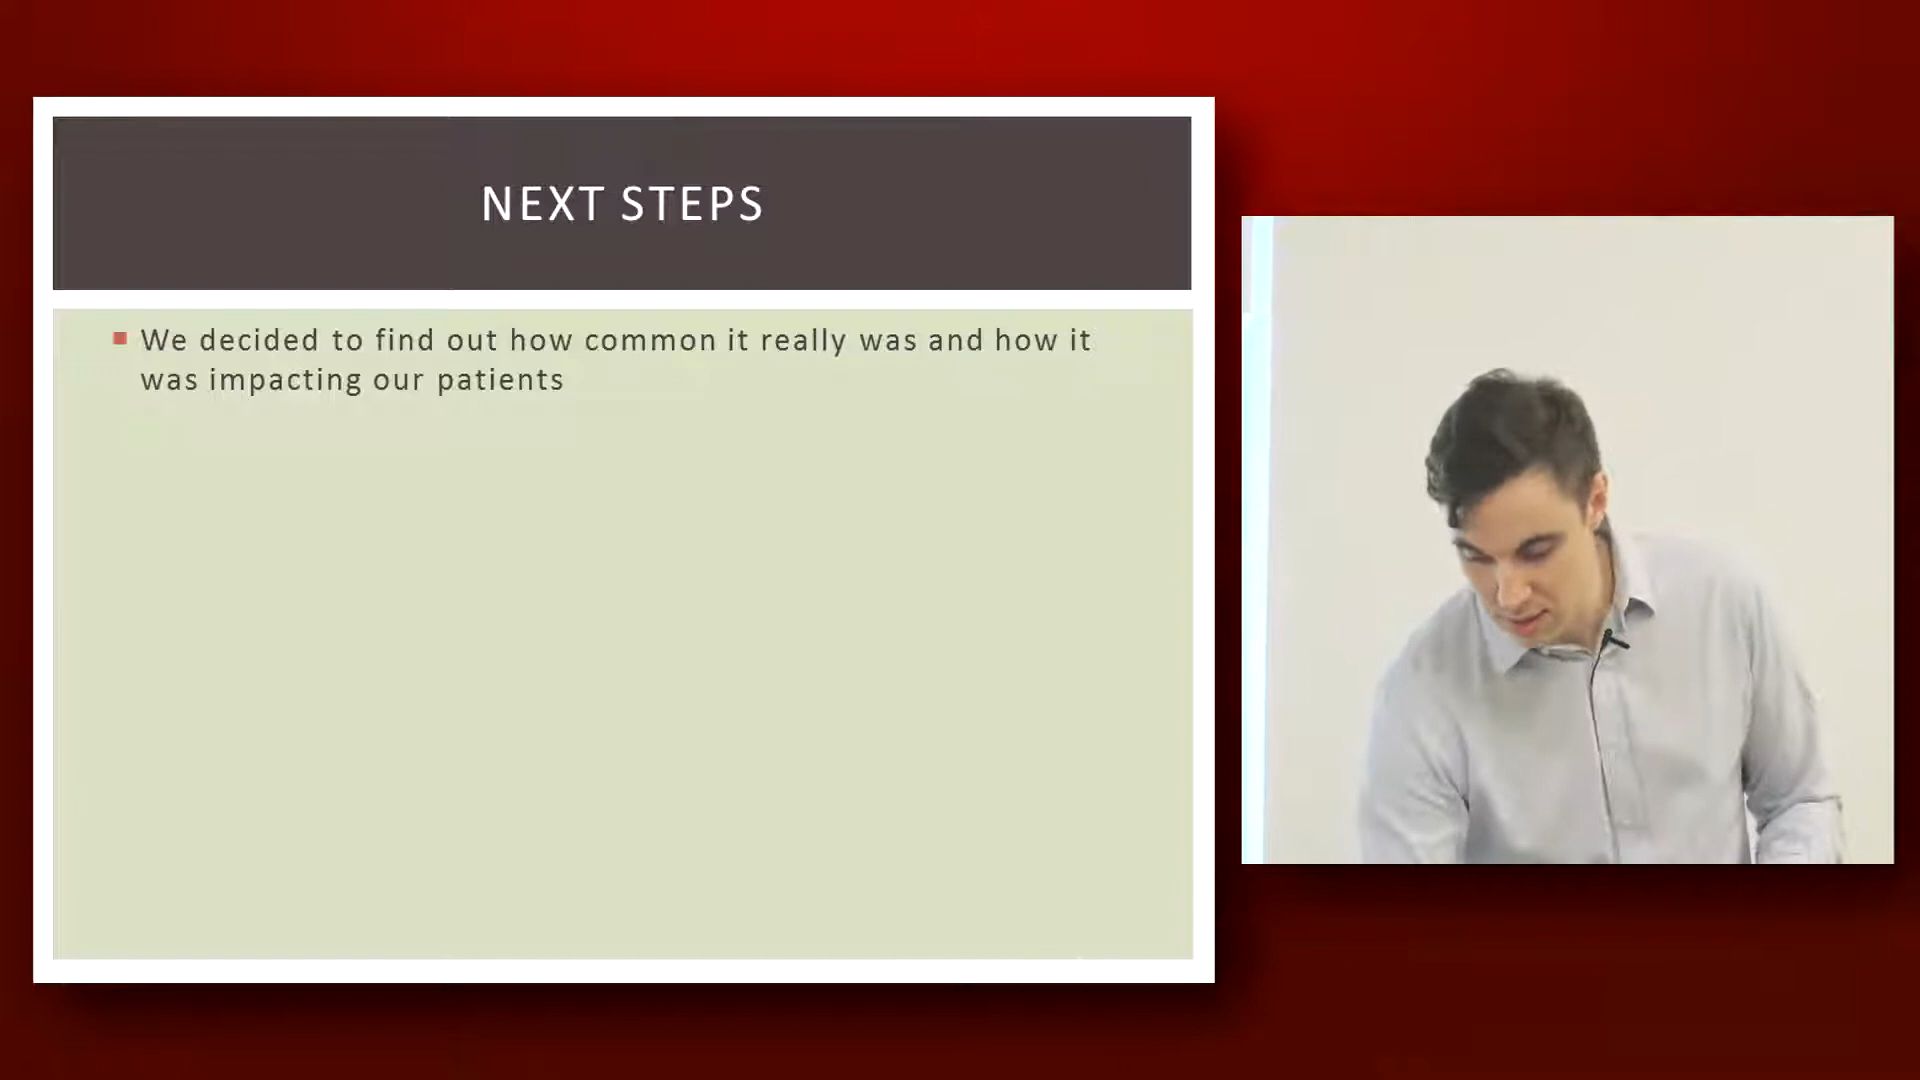 NEXT STEPS
We decided to find out how common it really was and how it
was impacting our patients